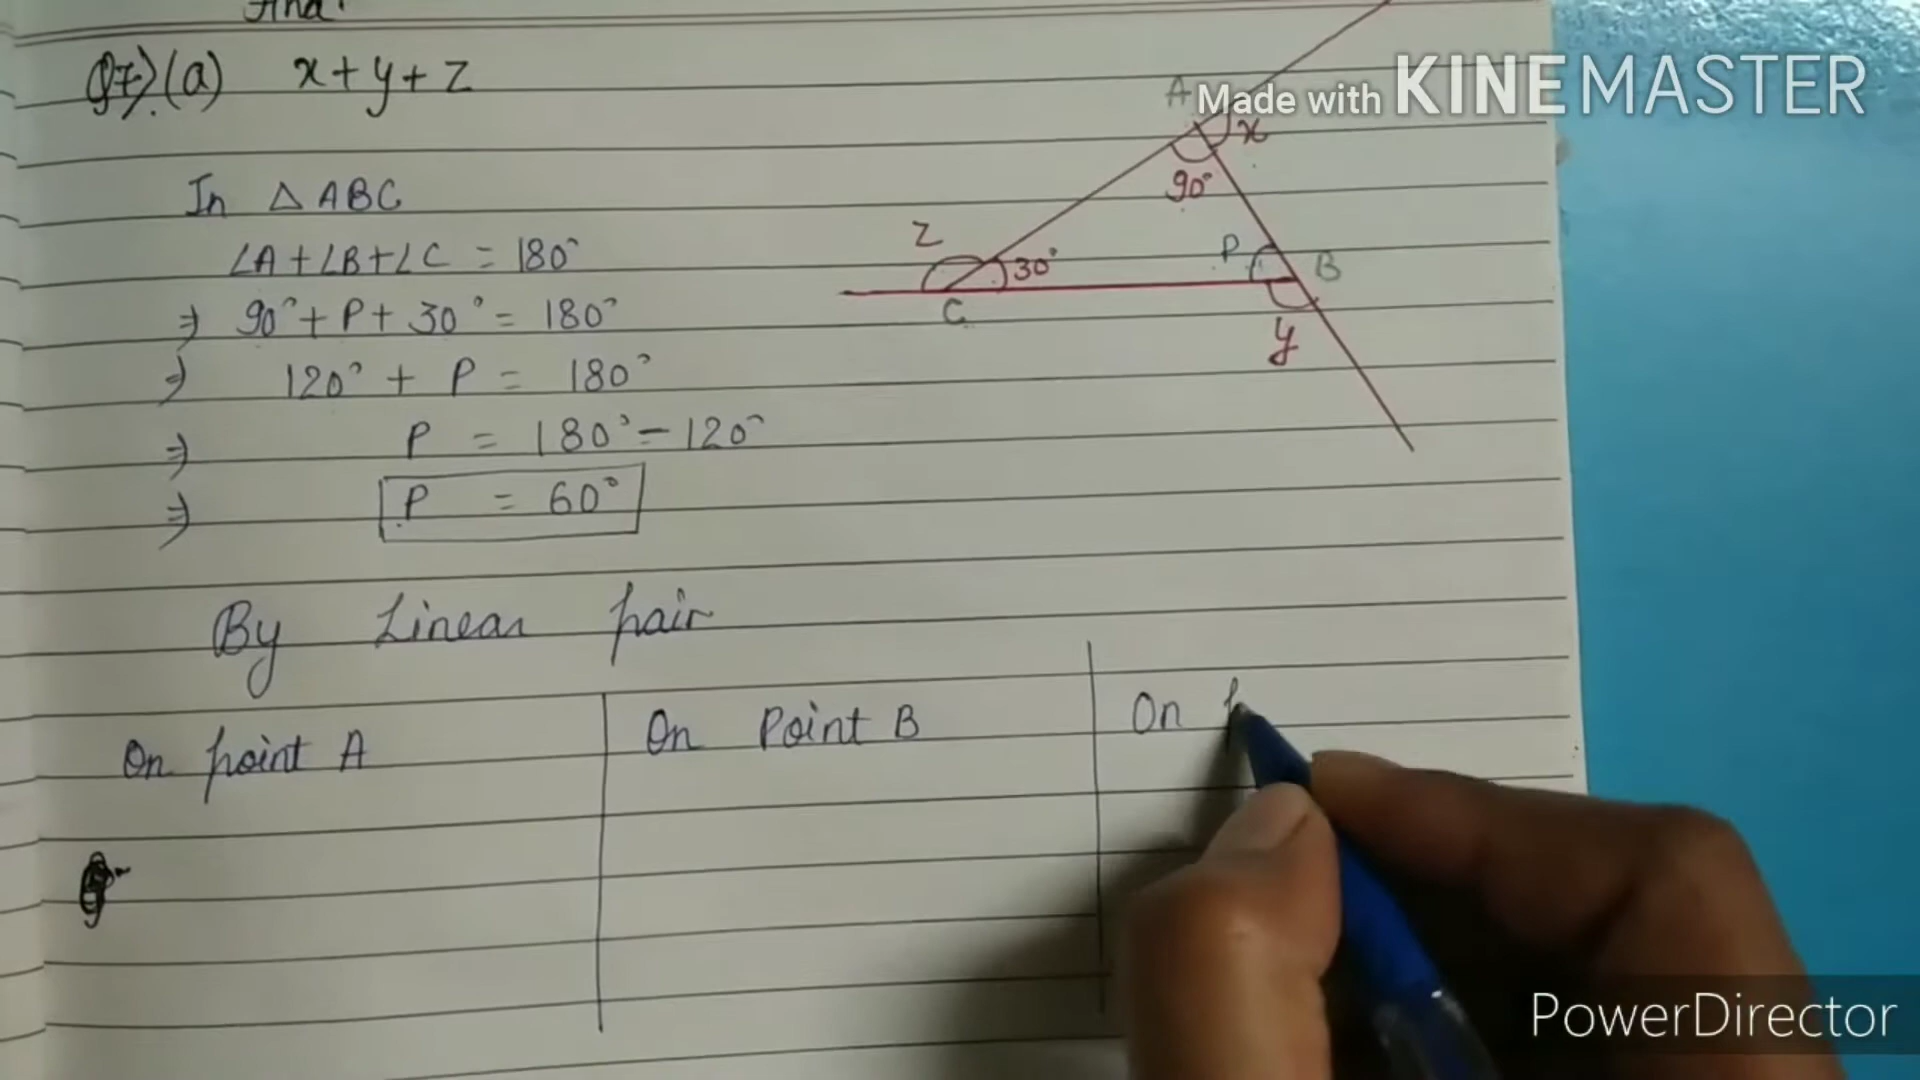 Find:
Q7) (a) x + y + z
A
Made with KINEMASTER
x
90°
In △ ABC
z
30°
P
B
C
y
∠A + ∠B + ∠C = 180°
⇒ 90° + P + 30° = 180°
⇒ 120° + P = 180°
⇒ P = 180° - 120°
⇒ P = 60°
By Linear pair
On point A
On Point B
On
PowerDirector